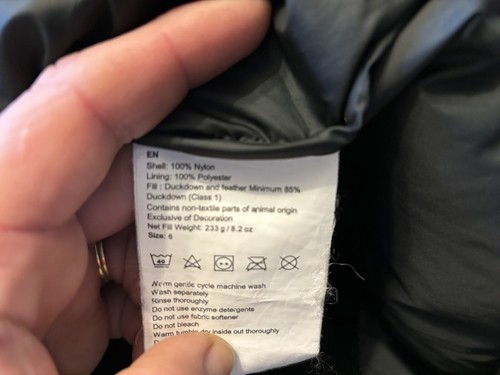 EN
Shell: 100% Nylon
Lining: 100% Polyester
Fill : Duckdown and feather Minimum 85%
Duckdown (Class 1)
Contains non-textile parts of animal origin
Exclusive of Decoration
Net Fill Weight: 233 g / 8.2 oz
Size: 6
40
Warm gentle cycle machine wash
Wash separately
Rinse thoroughly
Do not use enzyme detergents
Do not use fabric softener
Do not bleach
Warm tumble dry inside out thoroughly